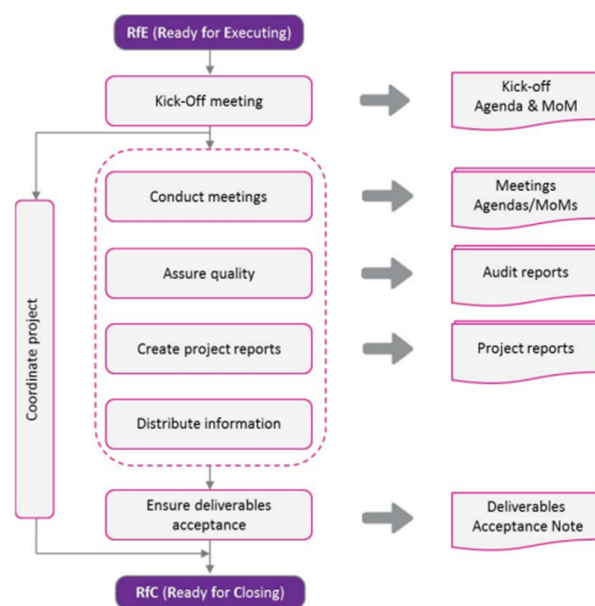 RfE (Ready for Executing)
Kick-Off meeting
Kick-off
Agenda & MoM
Conduct meetings
Meetings
Agendas/MoMs
Assure quality
Audit reports
Create project reports
Project reports
Coordinate project
Distribute information
Ensure deliverables
acceptance
Deliverables
Acceptance Note
RfC (Ready for Closing)